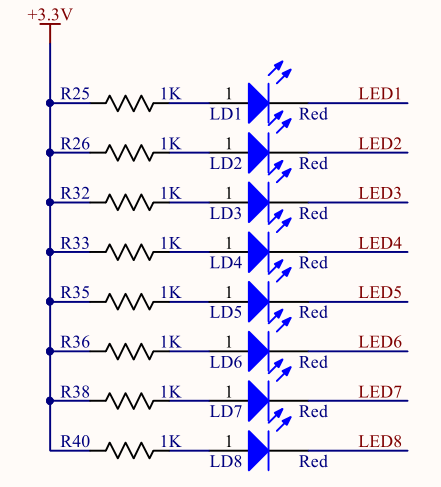 +3.3V
R25 1K 1 LED1
LD1 Red
R26 1K 1 LED2
LD2 Red
R32 1K 1 LED3
LD3 Red
R33 1K 1 LED4
LD4 Red
R35 1K 1 LED5
LD5 Red
R36 1K 1 LED6
LD6 Red
R38 1K 1 LED7
LD7 Red
R40 1K 1 LED8
LD8 Red